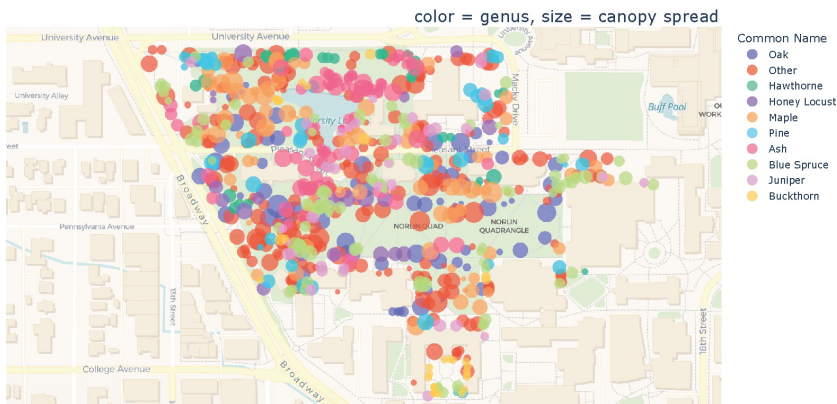 color = genus, size = canopy spread
Common Name
Oak
Other
Hawthorne
Honey Locust
Maple
Pine
Ash
Blue Spruce
Juniper
Buckthorn
University Avenue
University Avenue
University Alley
Macky Drive
Buff Pool
Broadway
Pennsylvania Avenue
NORLIN QUAD
NORLIN
QUADRANGLE
15th Street
18th Street
College Avenue
Broadway